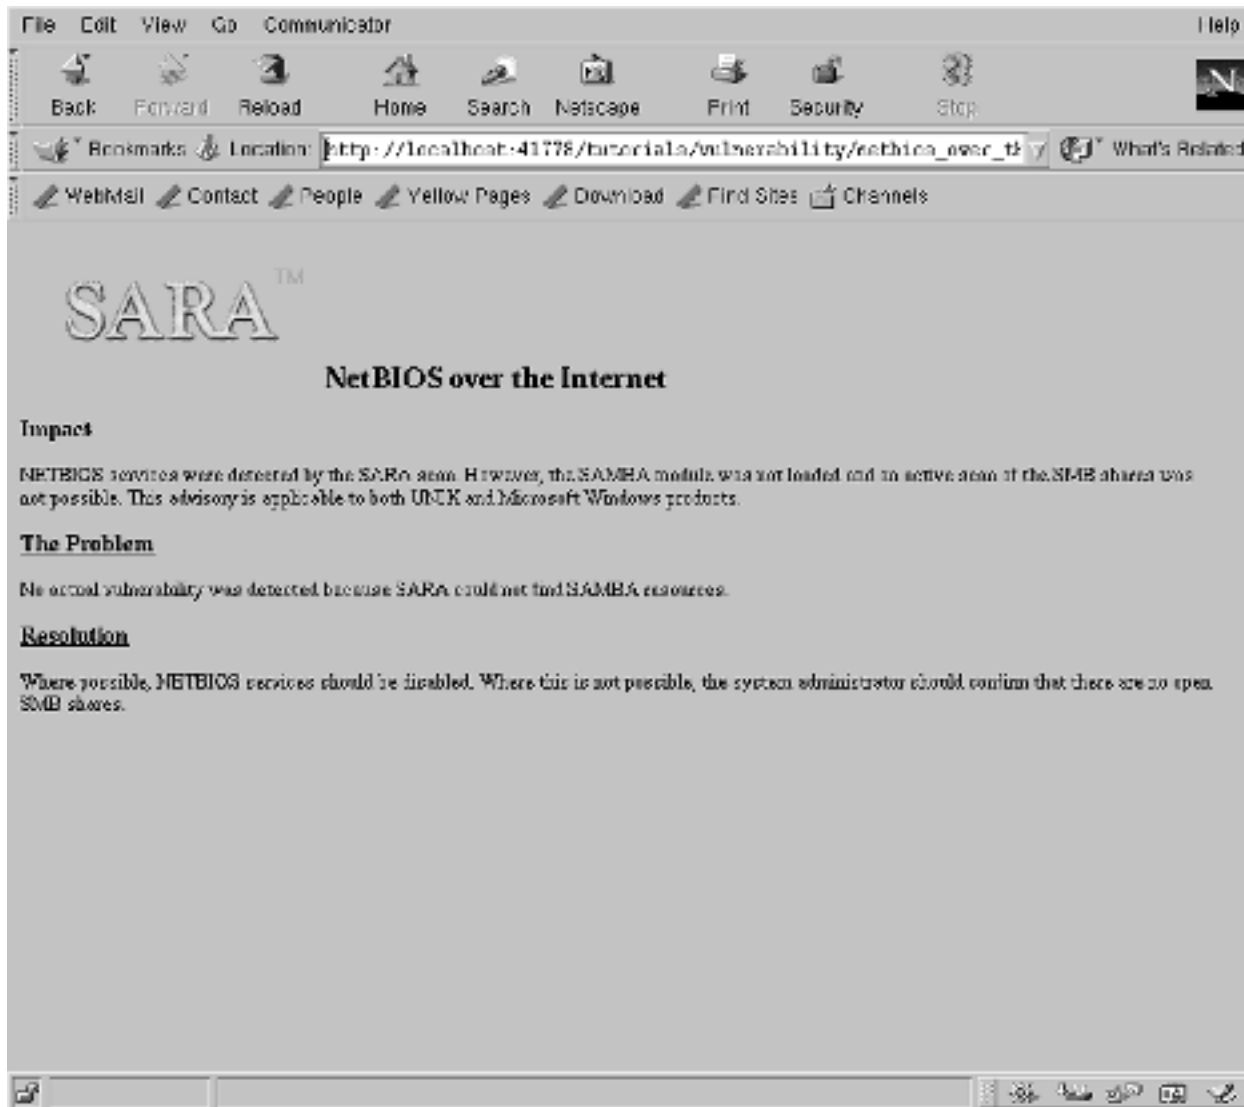 File Edit View Go Communicator Help
Back Forward Reload Home Search Netscape Print Security Stop
Bookmarks Location: http://localhost:41778/tutorials/vulnerability/netbios_over_th What's Related
WebMail Contact People Yellow Pages Download Find Sites Channels
SARA™
NetBIOS over the Internet
Impact
NETBIOS services were detected by the SARA scan. However, the SAMBA module was not loaded and an active scan of the SMB shares was
not possible. This advisory is applicable to both UNIX and Microsoft Windows products.
The Problem
No actual vulnerability was detected because SARA could not find SAMBA resources.
Resolution
Where possible, NETBIOS services should be disabled. Where this is not possible, the system administrator should confirm that there are no open
SMB shares.